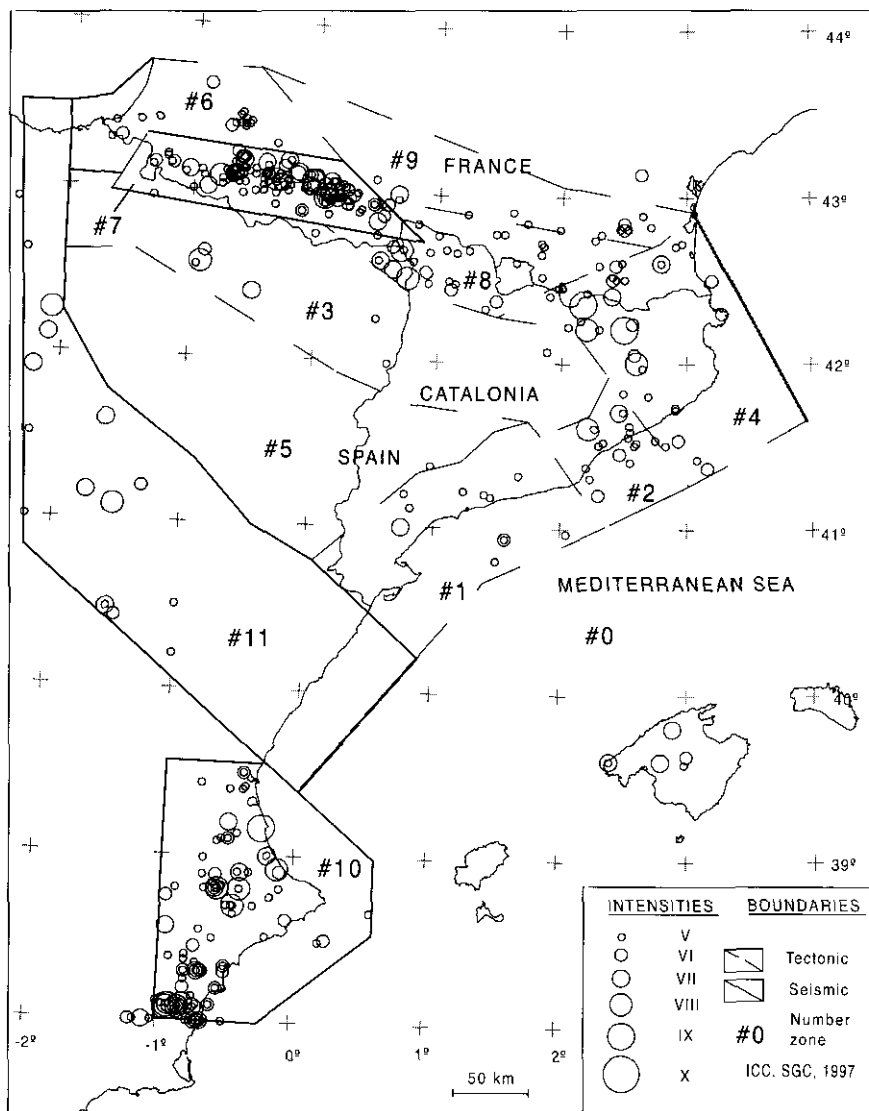 44º
#6
#9
FRANCE
43º
#7
#8
#3
42º
CATALONIA
#4
#5
SPAIN
#2
41º
#1
MEDITERRANEAN SEA
#0
#11
40º
39º
#10
-2º
-1º
0º
1º
2º
50 km
INTENSITIES BOUNDARIES
V
VI Tectonic
VII
VIII Seismic
IX #0 Number zone
X ICC. SGC, 1997